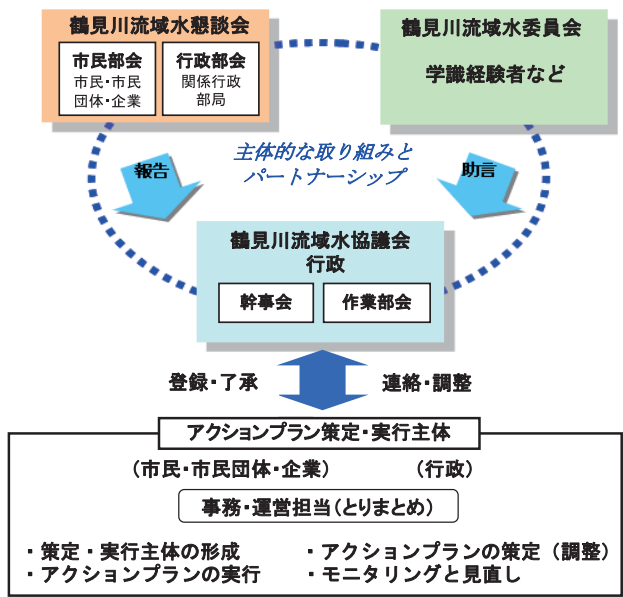 鶴見川流域水懇談会
市民部会
市民・市民
団体・企業
行政部会
関係行政
部局
鶴見川流域水委員会
学識経験者など
主体的な取り組みと
パートナーシップ
報告
助言
鶴見川流域水協議会
行政
幹事会
作業部会
登録・了承
連絡・調整
アクションプラン策定・実行主体
(市民・市民団体・企業)
(行政)
事務・運営担当(とりまとめ)
・策定・実行主体の形成
・アクションプランの策定(調整)
・アクションプランの実行
・モニタリングと見直し